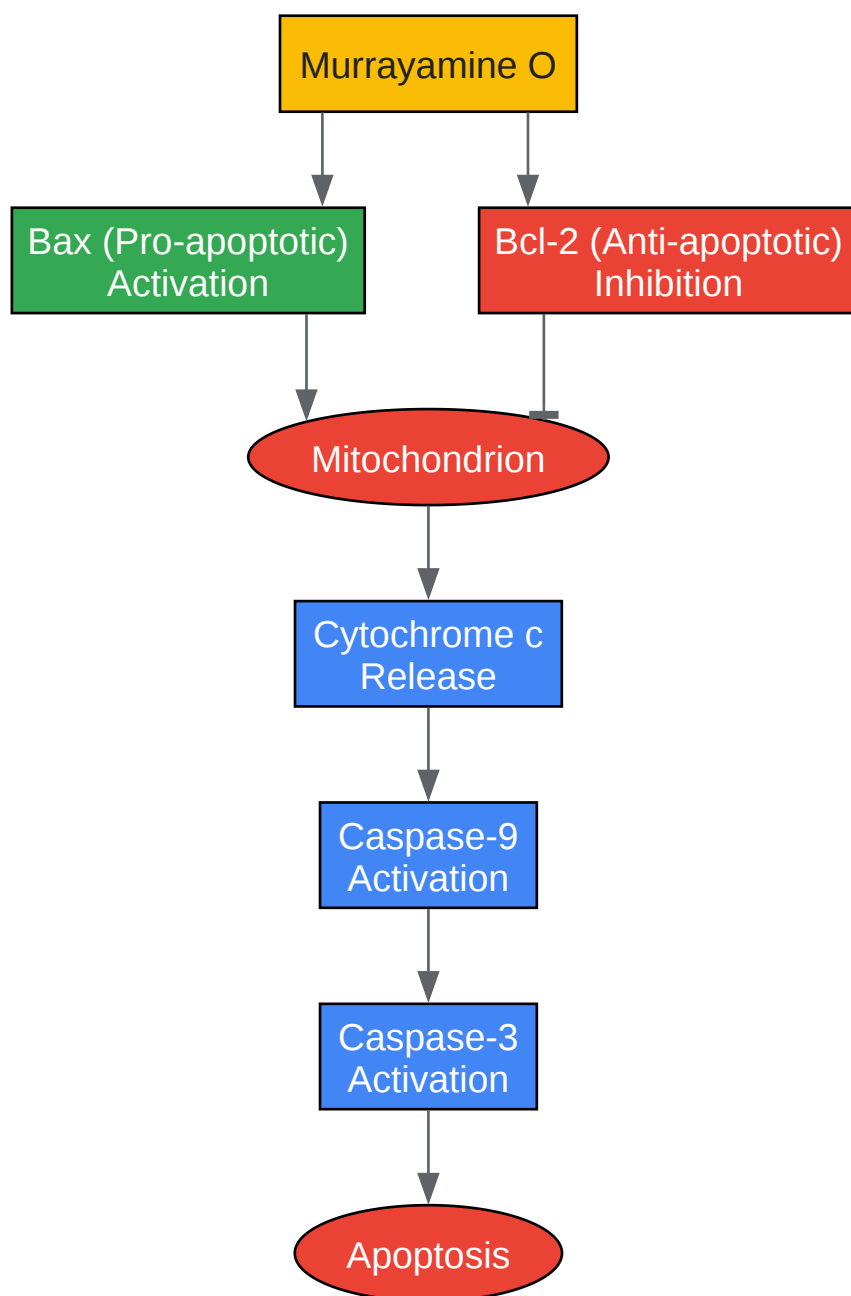 Murrayamine O
Bax (Pro-apoptotic)
Activation
Bcl-2 (Anti-apoptotic)
Inhibition
Mitochondrion
Cytochrome c
Release
Caspase-9
Activation
Caspase-3
Activation
Apoptosis